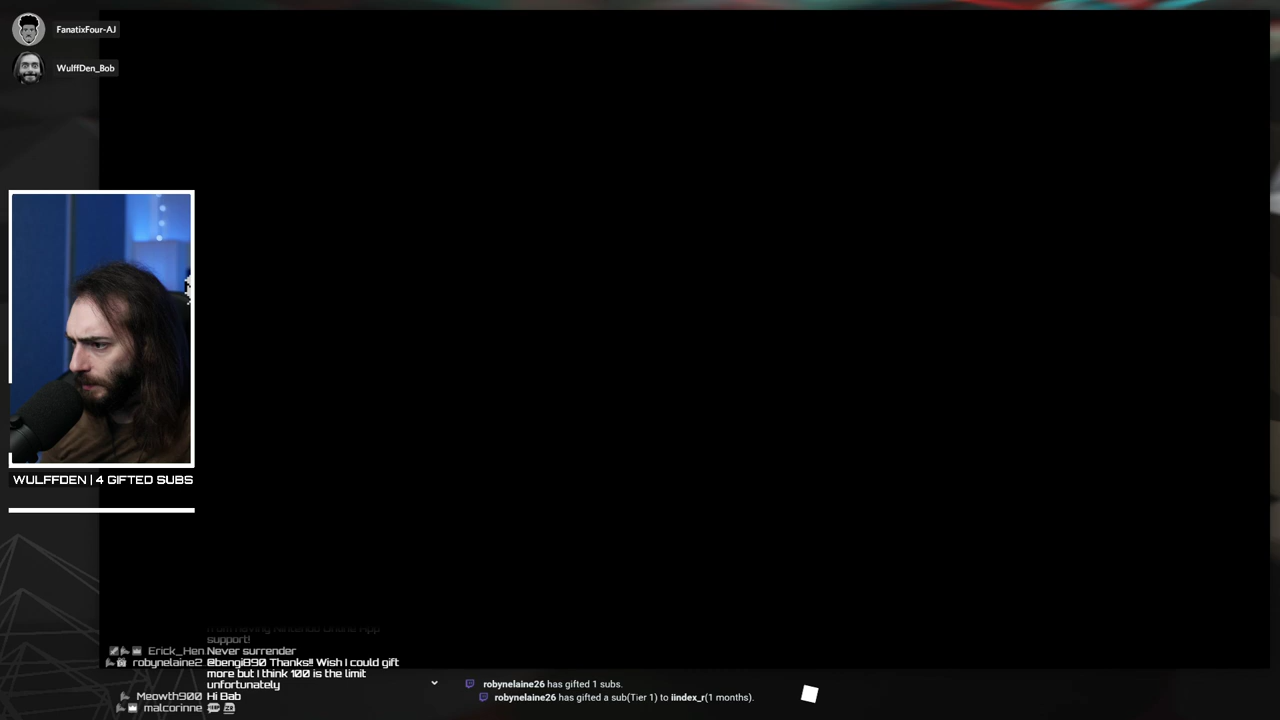 FanatixFour-AJ
WulffDen_Bob
WULFFDEN | 4 GIFTED SUBS
support!
Erick_Hen Never surrender
robynelaine2 @bengi890 Thanks!! Wish I could gift
more but I think 100 is the limit
unfortunately
Meowth900 Hi Bab
malcorinne
robynelaine26 has gifted 1 subs.
robynelaine26 has gifted a sub(Tier 1) to iindex_r(1 months).